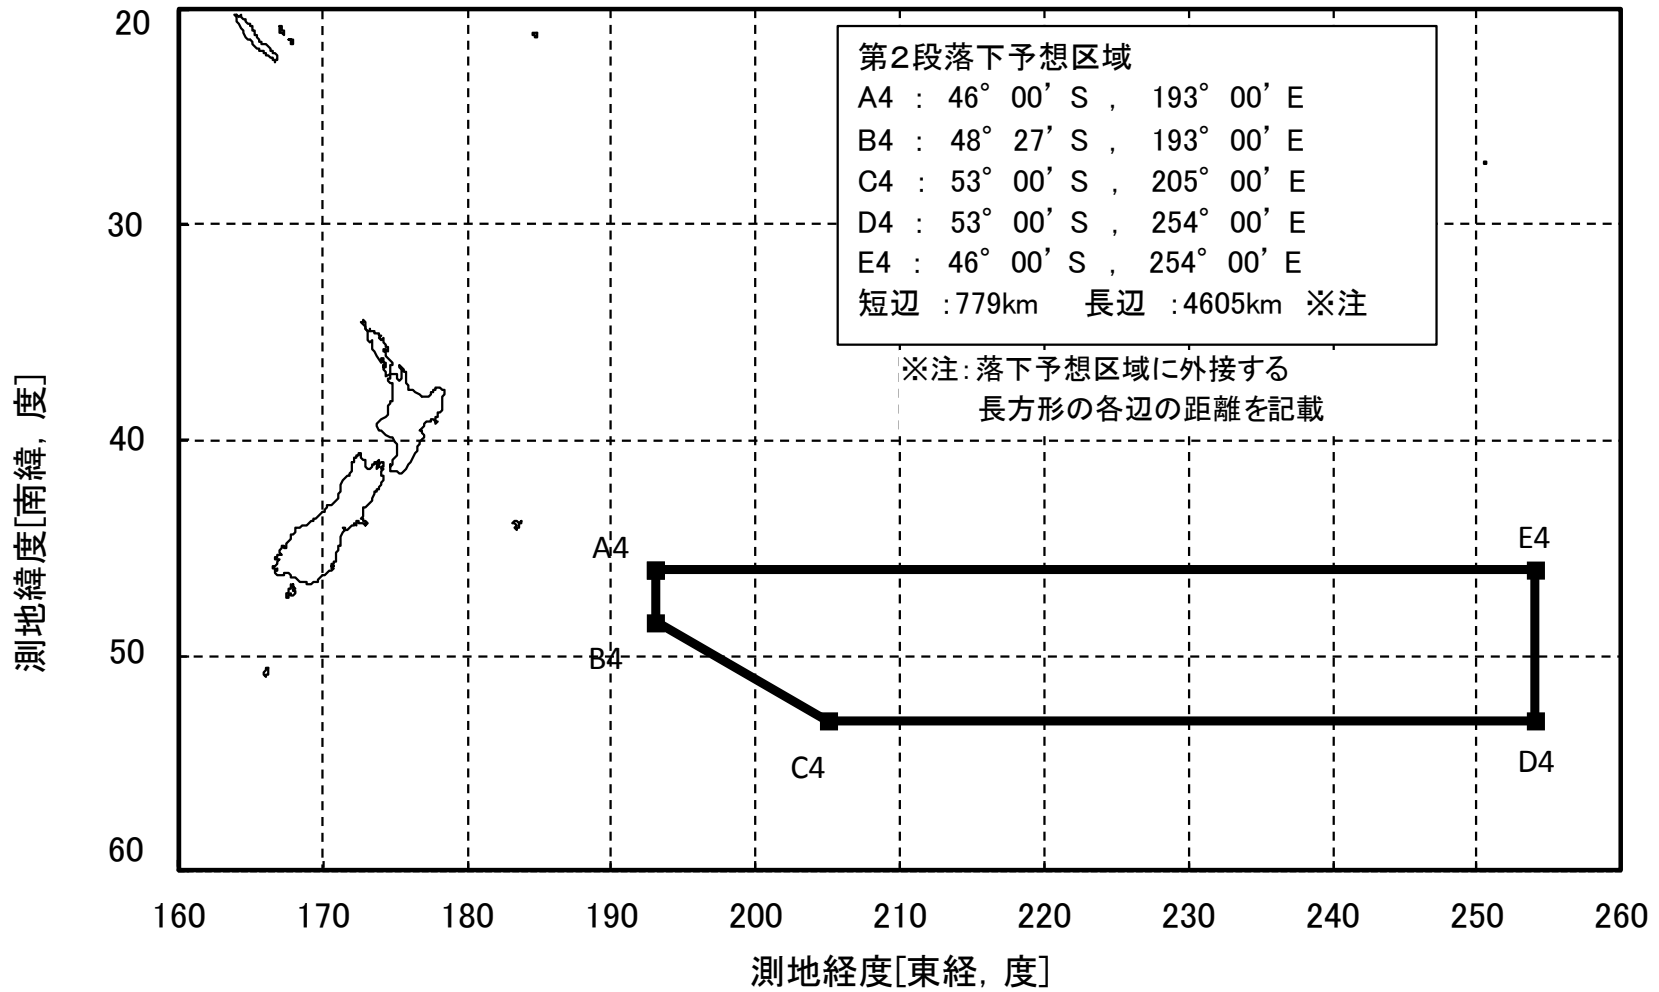 第2段落下予想区域
A4 : 46° 00’ S , 193° 00’ E
B4 : 48° 27’ S , 193° 00’ E
C4 : 53° 00’ S , 205° 00’ E
D4 : 53° 00’ S , 254° 00’ E
E4 : 46° 00’ S , 254° 00’ E
短辺 :779km 長辺 :4605km ※注
※注：落下予想区域に外接する
長方形の各辺の距離を記載
測地緯度[南緯，度]
20
30
40
50
60
A4
B4
C4
D4
E4
160 170 180 190 200 210 220 230 240 250 260
測地経度[東経，度]